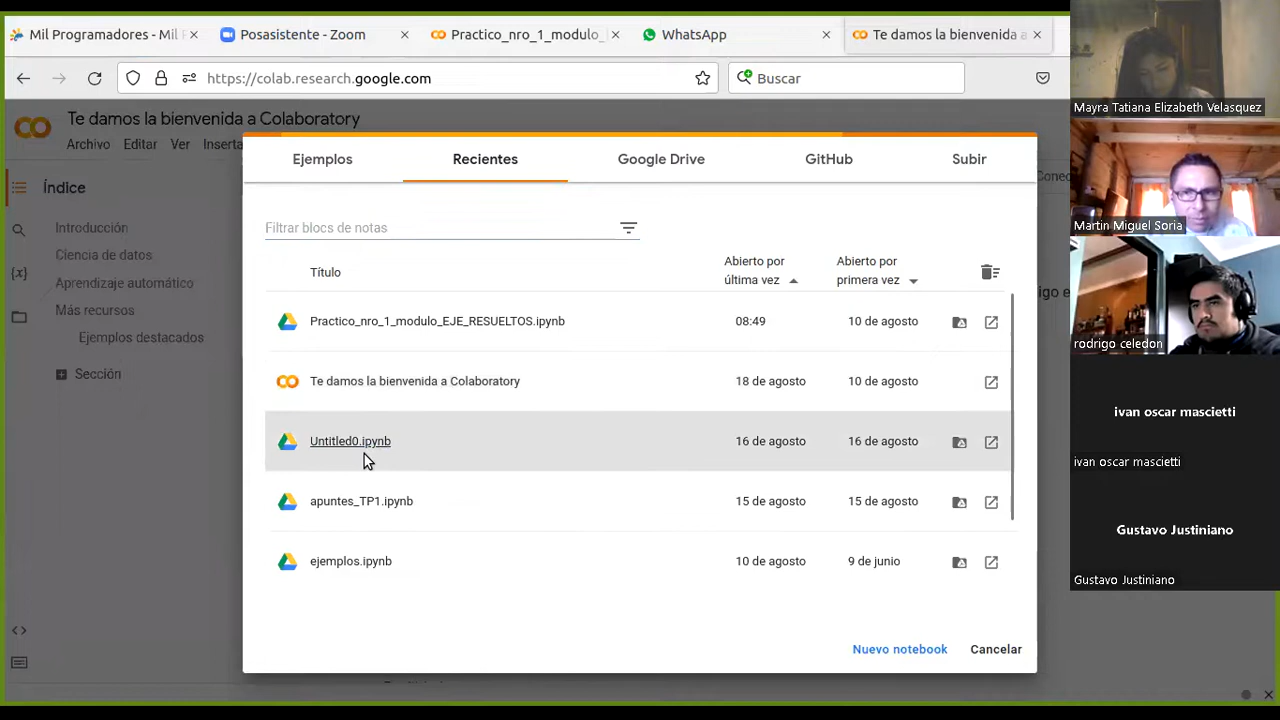 Mil Programadores - Mil P
Posasistente - Zoom
Practico_nro_1_modulo_
WhatsApp
Te damos la bienvenida a
https://colab.research.google.com
Buscar
Te damos la bienvenida a Colaboratory
Archivo Editar Ver Inserta
Índice
Introducción
Ciencia de datos
Aprendizaje automático
Más recursos
Ejemplos destacados
Sección
Conec
Ejemplos Recientes Google Drive GitHub Subir
Filtrar blocs de notas
Título
Abierto por última vez
Abierto por primera vez
Practico_nro_1_modulo_EJE_RESUELTOS.ipynb 08:49 10 de agosto
Te damos la bienvenida a Colaboratory 18 de agosto 10 de agosto
Untitled0.ipynb 16 de agosto 16 de agosto
apuntes_TP1.ipynb 15 de agosto 15 de agosto
ejemplos.ipynb 10 de agosto 9 de junio
Nuevo notebook Cancelar
Mayra Tatiana Elizabeth Velasquez
Martin Miguel Soria
rodrigo celedon
ivan oscar mascietti
ivan oscar mascietti
Gustavo Justiniano
Gustavo Justiniano